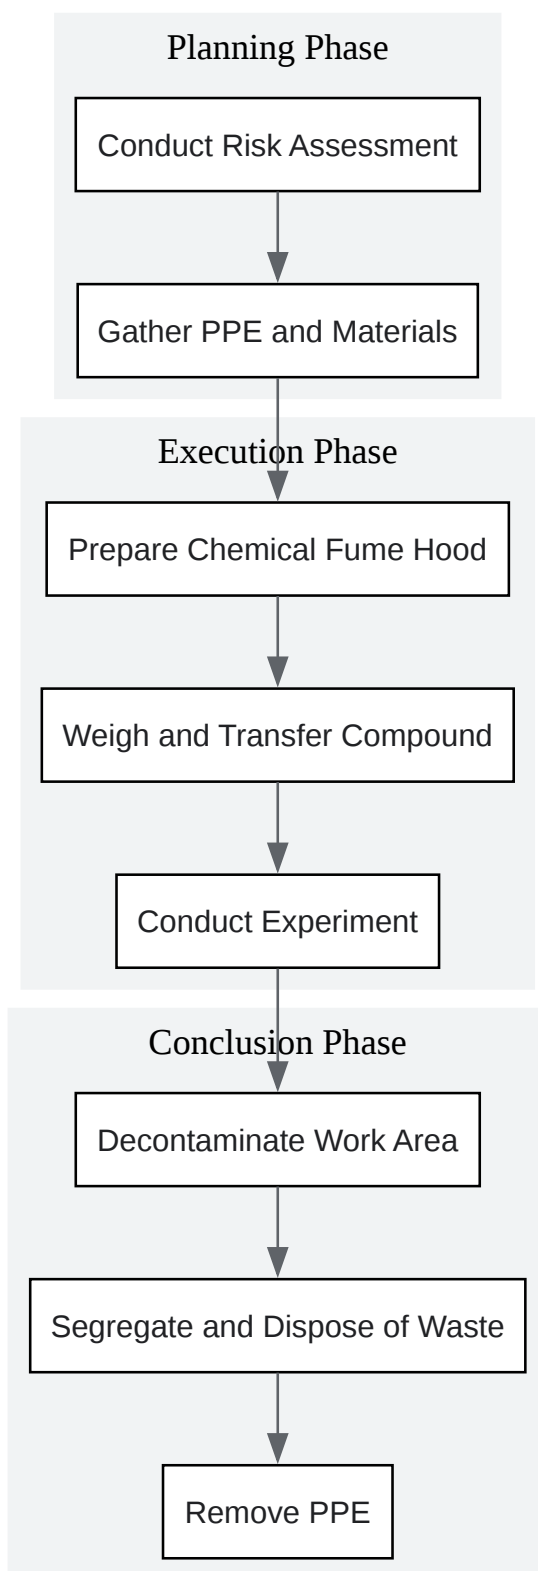 Planning Phase
Conduct Risk Assessment
Gather PPE and Materials
Execution Phase
Prepare Chemical Fume Hood
Weigh and Transfer Compound
Conduct Experiment
Conclusion Phase
Decontaminate Work Area
Segregate and Dispose of Waste
Remove PPE